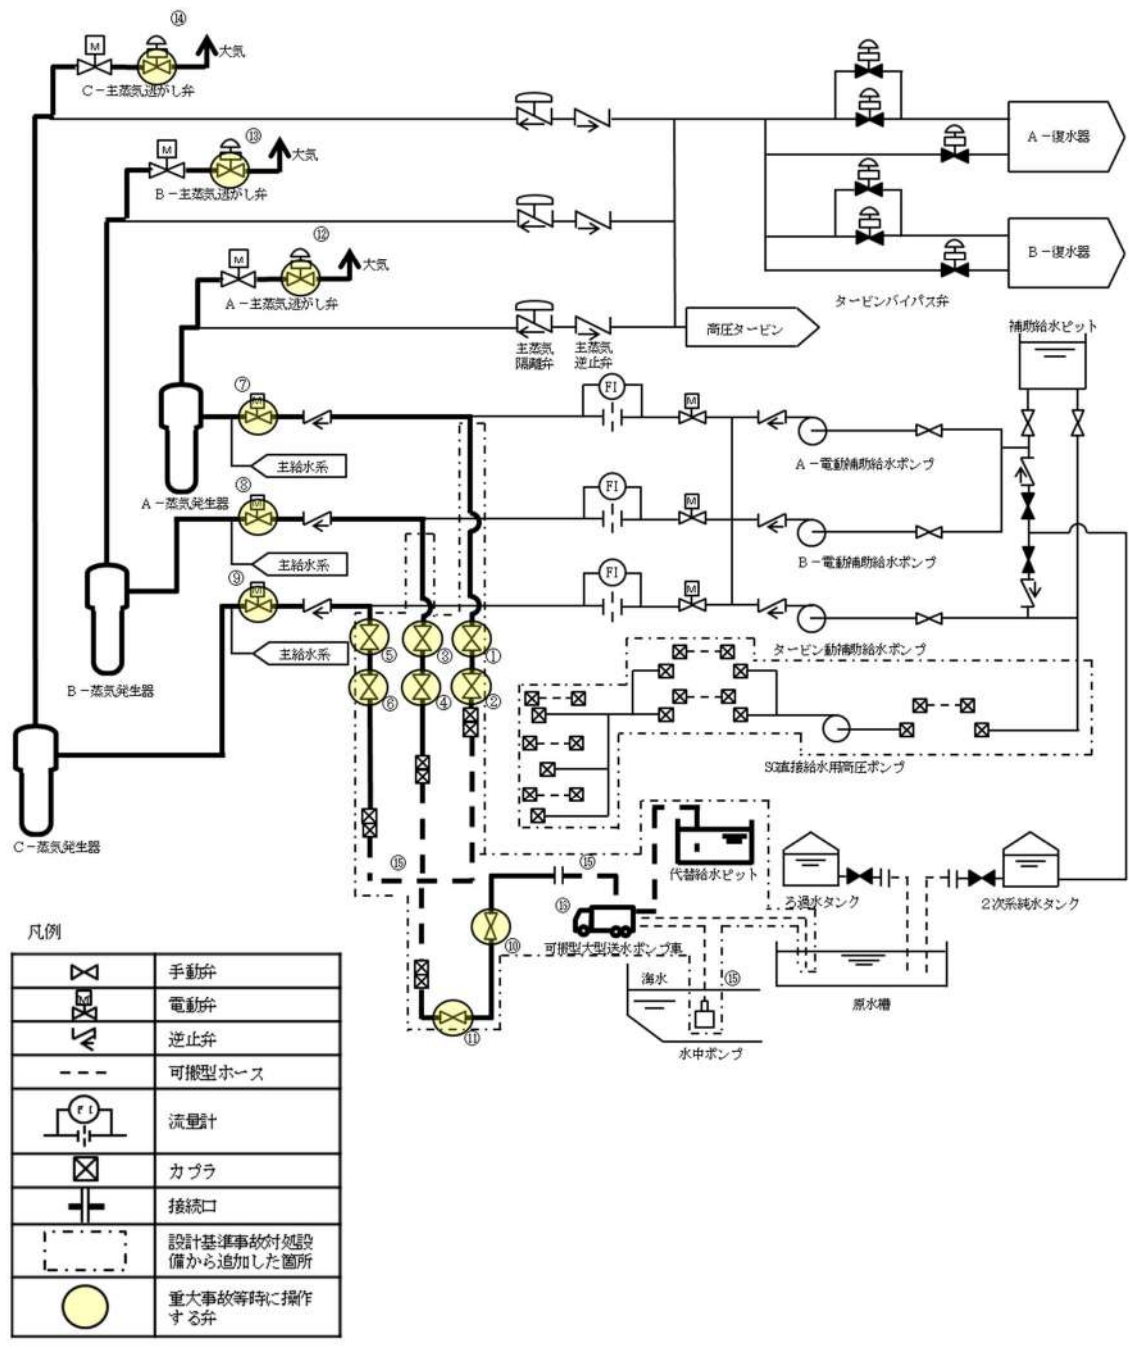 ⑭
M
大気
C－主蒸気逃がし弁
⑬
M
大気
B－主蒸気逃がし弁
⑫
M
大気
A－主蒸気逃がし弁
A－復水器
B－復水器
タービンバイパス弁
高圧タービン
主蒸気
隔離弁
主蒸気
逆止弁
補助給水ピット
⑦
M
FI
M
主給水系
A－電動補助給水ポンプ
A－蒸気発生器
⑧
M
FI
M
主給水系
B－電動補助給水ポンプ
⑨
M
FI
M
主給水系
タービン動補助給水ポンプ
⑤
③
①
⑥
④
②
B－蒸気発生器
SG直接給水用高圧ポンプ
C－蒸気発生器
⑮
⑮
代替給水ピット
ろ過水タンク
2次系純水タンク
⑩
可搬型大型送水ポンプ車
海水
⑮
原水槽
⑪
水中ポンプ
凡例
手動弁
M
電動弁
逆止弁
可搬型ホース
FI
流量計
カプラ
接続口
設計基準事故対処設
備から追加した箇所
重大事故等時に操作
する弁